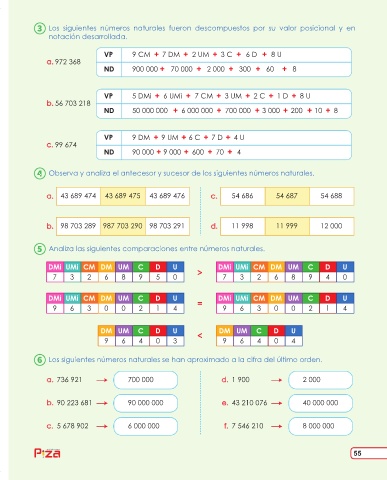 3 Los siguientes números naturales fueron descompuestos por su valor posicional y en
notación desarrollada.
a. 972 368
VP 9 CM + 7 DM + 2 UM + 3 C + 6 D + 8 U
ND 900 000 + 70 000 + 2 000 + 300 + 60 + 8
b. 56 703 218
VP 5 DMi + 6 UMi + 7 CM + 3 UM + 2 C + 1 D + 8 U
ND 50 000 000 + 6 000 000 + 700 000 + 3 000 + 200 + 10 + 8
c. 99 674
VP 9 DM + 9 UM + 6 C + 7 D + 4 U
ND 90 000 + 9 000 + 600 + 70 + 4
4 Observa y analiza el antecesor y sucesor de los siguientes números naturales.
a. 43 689 474 43 689 475 43 689 476 c. 54 686 54 687 54 688
b. 98 703 289 987 703 290 98 703 291 d. 11 998 11 999 12 000
5 Analiza las siguientes comparaciones entre números naturales.
DMi UMi CM DM UM C D U DMi UMi CM DM UM C D U
7 3 2 6 8 9 5 0 > 7 3 2 6 8 9 4 0
DMi UMi CM DM UM C D U DMi UMi CM DM UM C D U
9 6 3 0 0 2 1 4 = 9 6 3 0 0 2 1 4
DM UM C D U DM UM C D U
9 6 4 0 3 < 9 6 4 0 4
6 Los siguientes números naturales se han aproximado a la cifra del último orden.
a. 736 921 → 700 000 d. 1 900 → 2 000
b. 90 223 681 → 90 000 000 e. 43 210 076 → 40 000 000
c. 5 678 902 → 6 000 000 f. 7 546 210 → 8 000 000
Piza 55